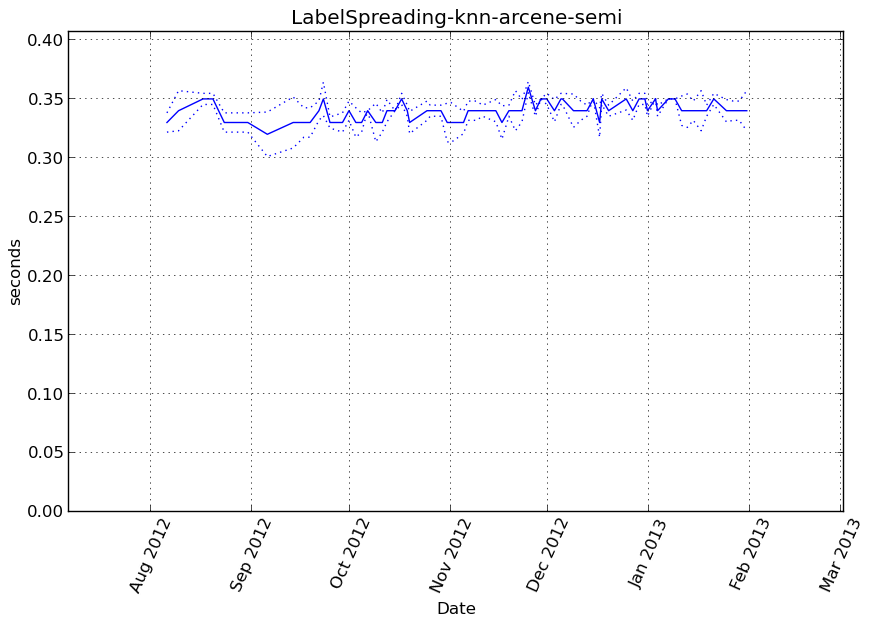 LabelSpreading-knn-arcene-semi
0.40
0.35
0.30
0.25
0.20
0.15
0.10
0.05
0.00
seconds
Aug 2012
Sep 2012
Oct 2012
Nov 2012
Dec 2012
Jan 2013
Feb 2013
Mar 2013
Date